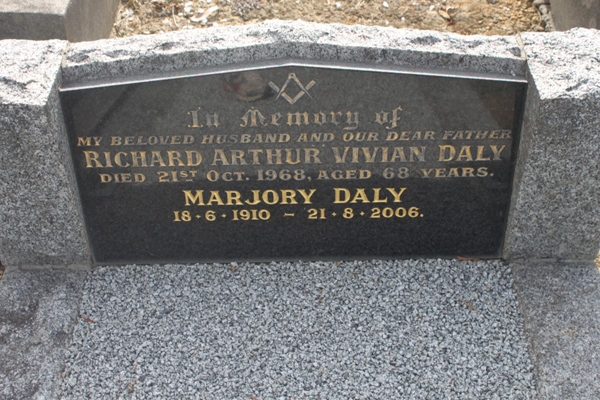 In Memory of
MY BELOVED HUSBAND AND OUR DEAR FATHER
RICHARD ARTHUR VIVIAN DALY
DIED 21ST OCT. 1968, AGED 68 YEARS.
MARJORY DALY
18·6·1910 – 21·8·2006.